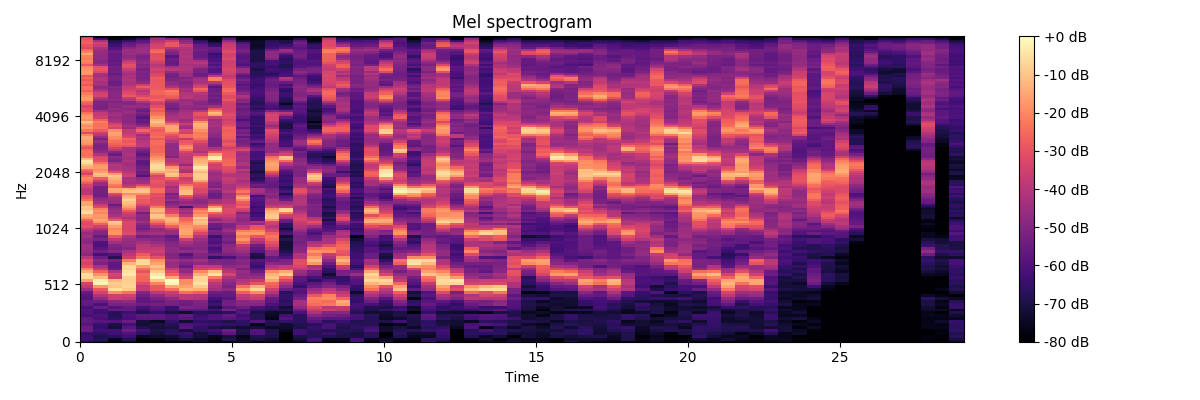 Mel spectrogram
8192
4096
2048
1024
512
0
Hz
0 5 10 15 20 25
Time
+0 dB
-10 dB
-20 dB
-30 dB
-40 dB
-50 dB
-60 dB
-70 dB
-80 dB